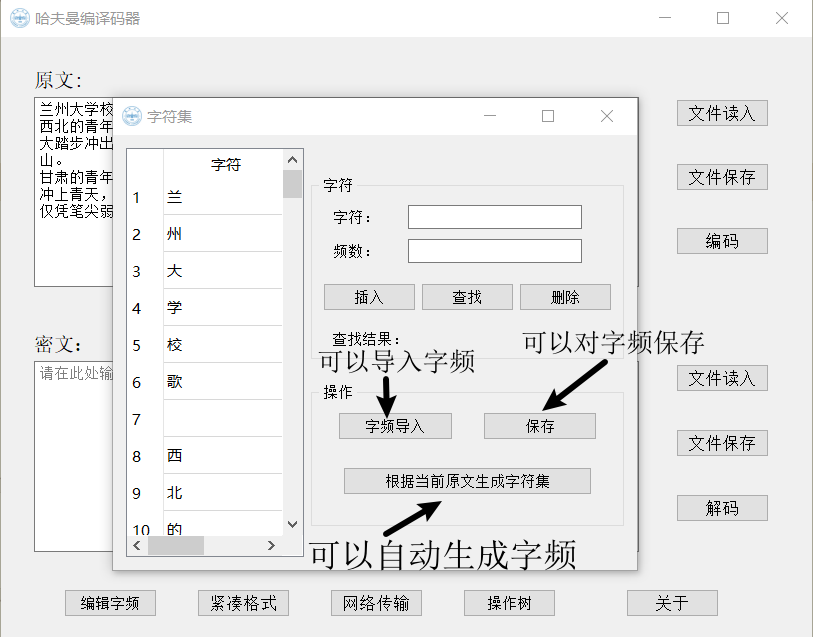 哈夫曼编译码器
原文:
兰州大学校
西北的青年
大踏步冲出
山。
甘肃的青年
冲上青天,
仅凭笔尖弱
文件读入
文件保存
编码
密文:
请在此处输
文件读入
文件保存
解码
编辑字频
紧凑格式
网络传输
操作树
关于
字符集
字符
1 兰
2 州
3 大
4 学
5 校
6 歌
7
8 西
9 北
10 的
字符
字符:
频数:
插入
查找
删除
查找结果:
可以导入字频
可以对字频保存
操作
字频导入
保存
根据当前原文生成字符集
可以自动生成字频